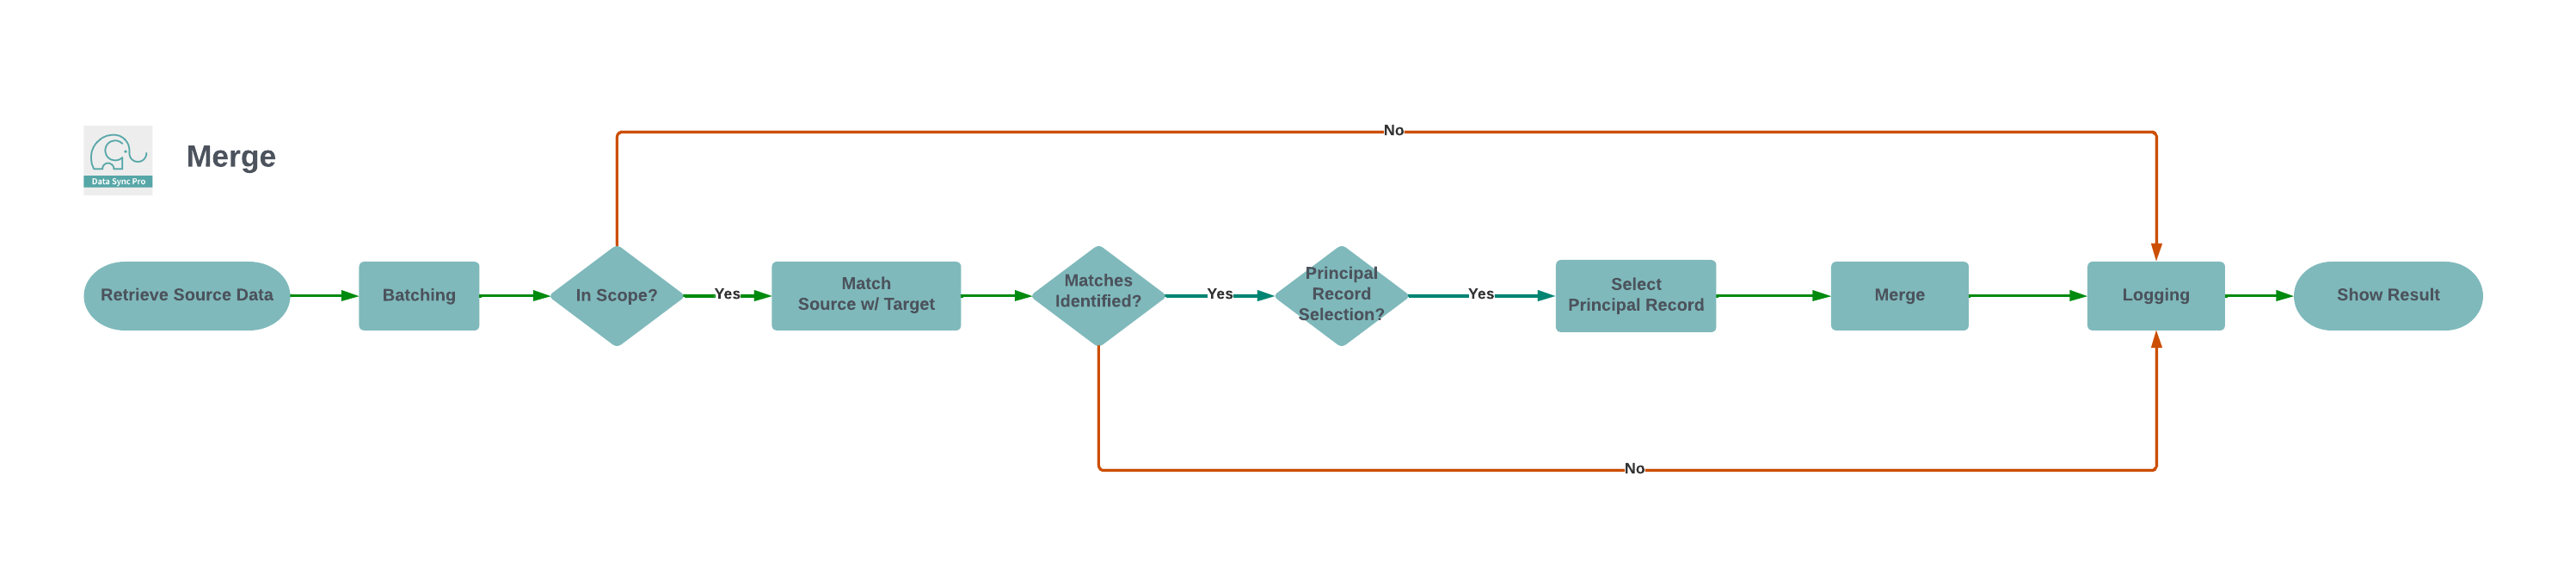 Data Sync Pro
Merge
No
Retrieve Source Data
Batching
In Scope?
Yes
Match
Source w/ Target
Matches
Identified?
Yes
Principal
Record
Selection?
Yes
Select
Principal Record
Merge
Logging
Show Result
No